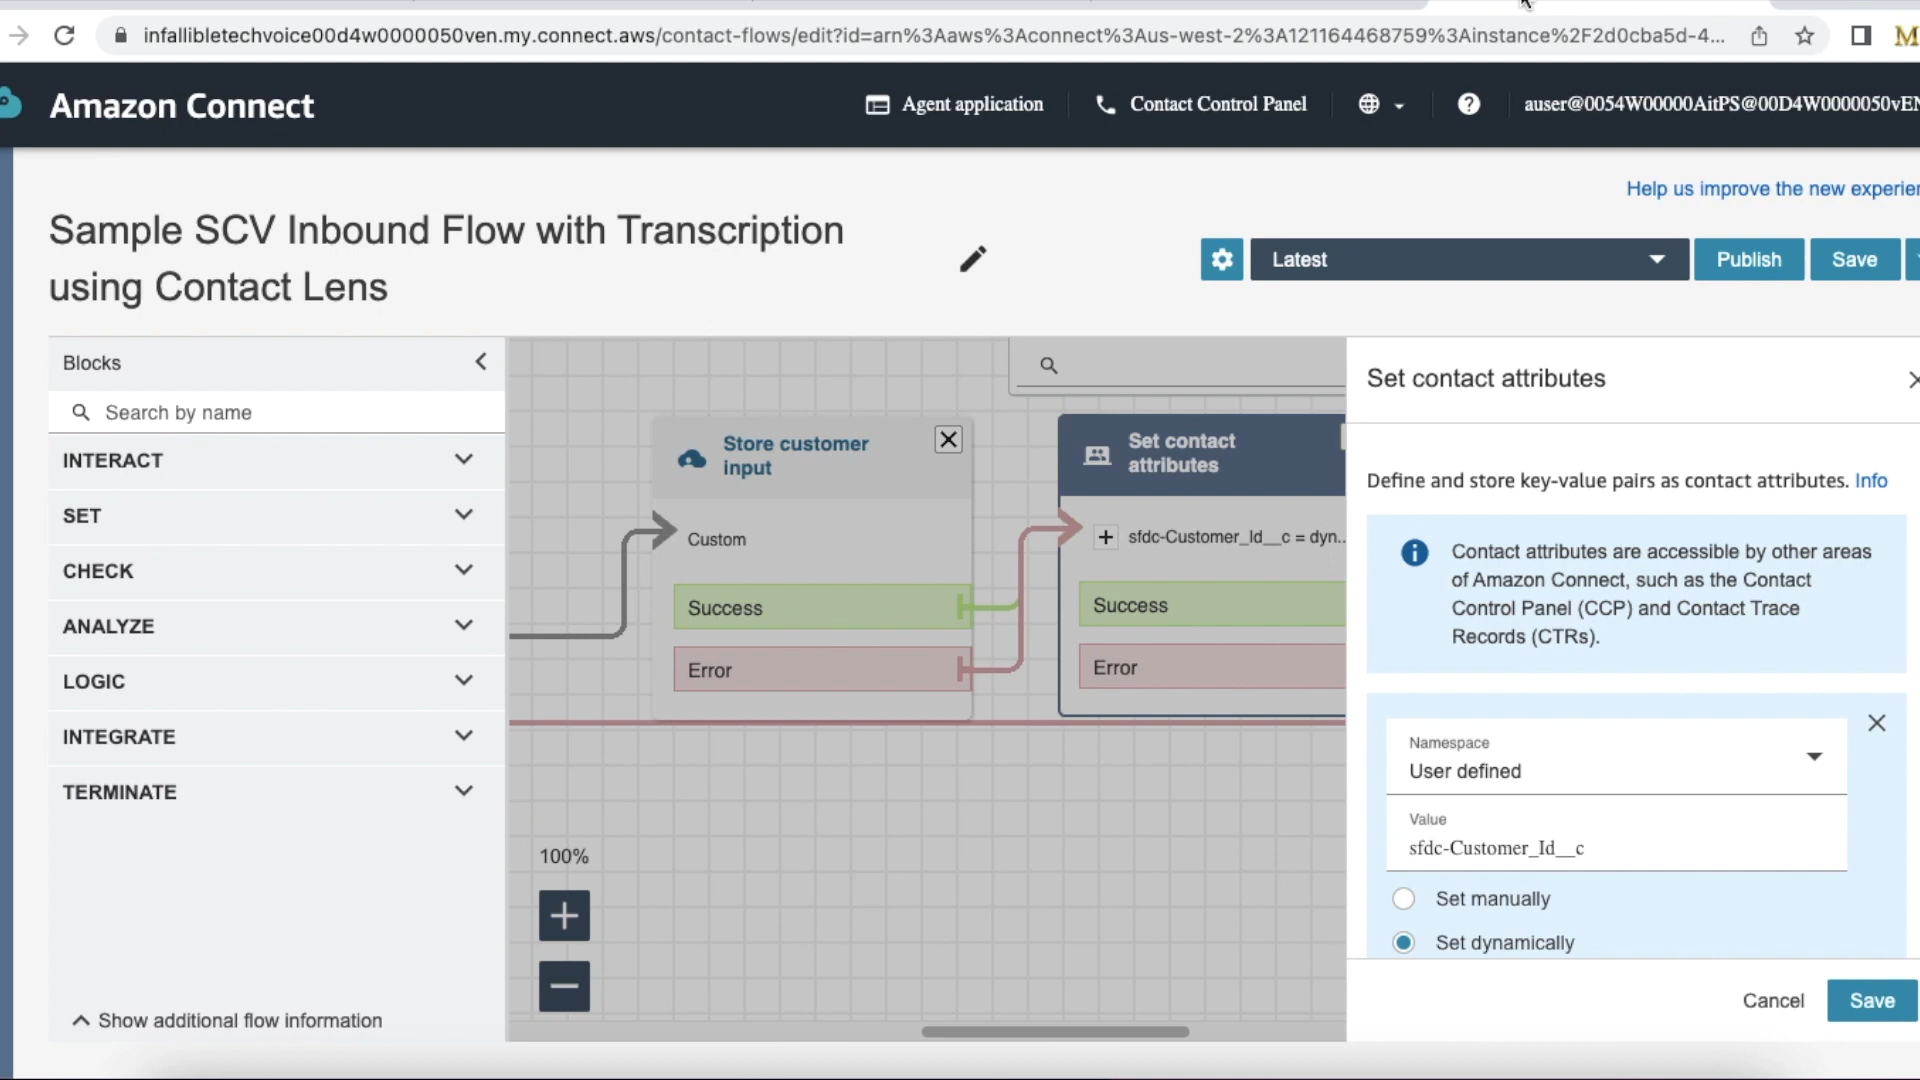 infallibletechvoice00d4w0000050ven.my.connect.aws/contact-flows/edit?id=arn%3Aaws%3Aconnect%3Aus-west-2%3A121164468759%3Ainstance%2F2d0cba5d-4...
M
Amazon Connect
Agent application
Contact Control Panel
auser@0054W00000AitPS@00D4W0000050vEN
Help us improve the new experien
Sample SCV Inbound Flow with Transcription
using Contact Lens
Latest
Publish
Save
Blocks
Search by name
INTERACT
SET
CHECK
ANALYZE
LOGIC
INTEGRATE
TERMINATE
Show additional flow information
Store customer
input
Custom
Success
Error
Set contact
attributes
sfdc-Customer_Id__c = dyn...
Success
Error
100%
Set contact attributes
Define and store key-value pairs as contact attributes. Info
Contact attributes are accessible by other areas
of Amazon Connect, such as the Contact
Control Panel (CCP) and Contact Trace
Records (CTRs).
Namespace
User defined
Value
sfdc-Customer_Id__c
Set manually
Set dynamically
Cancel
Save